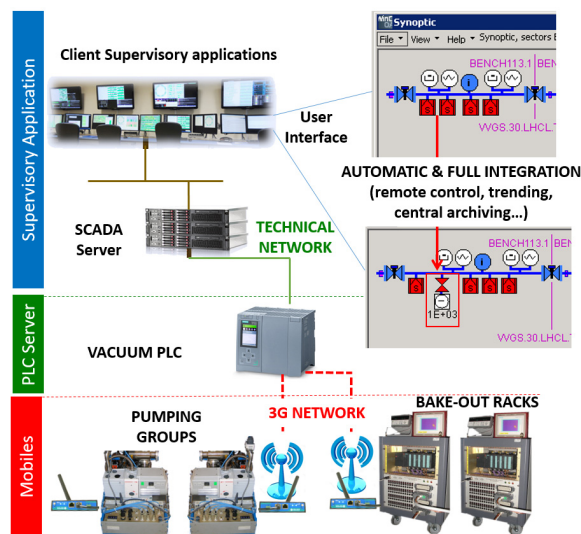 Supervisory Application
Client Supervisory applications
User
Interface
SCADA
Server
TECHNICAL
NETWORK
Synoptic
File View Help Synoptic, sectors
BENCH113.1 BEN
VVGS.30.LHCL.
AUTOMATIC & FULL INTEGRATION
(remote control, trending,
central archiving...)
BENCH113.1 BEN
1E+03
VVGS.30.LHCL.
PLC Server
VACUUM PLC
Mobiles
PUMPING
GROUPS
3G NETWORK
BAKE-OUT RACKS